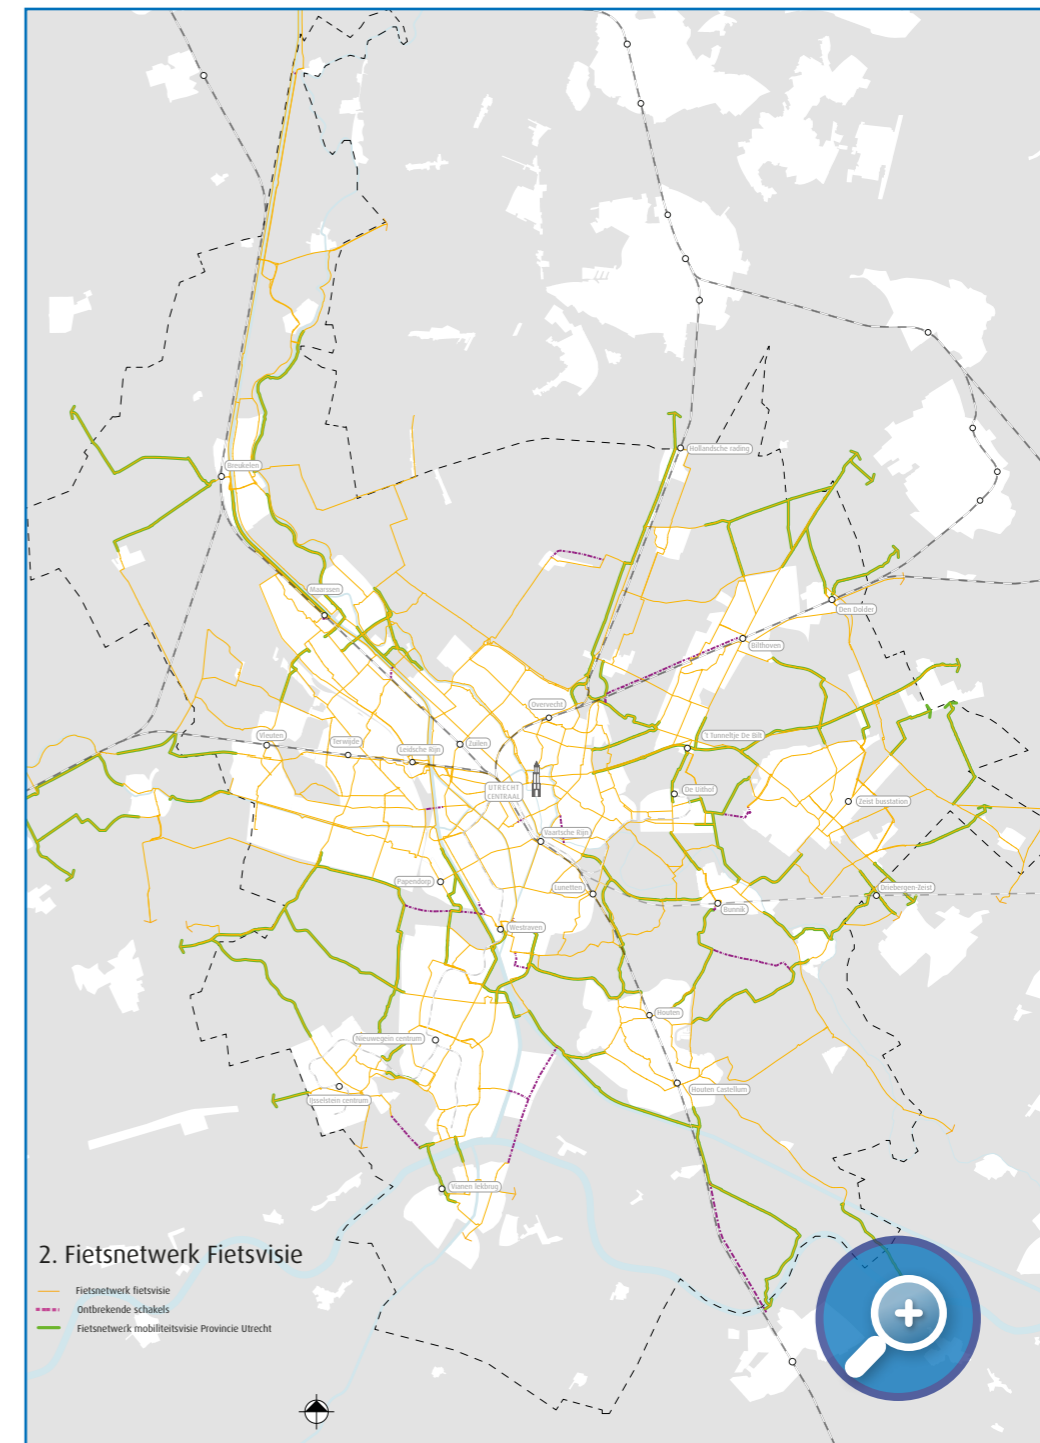 Hollandsche rading
Breukelen
Maarssen
Den Dolder
Bilthoven
Overvecht
Vleuten
Terwijde
Leidsche Rijn
Zuilen
't Tunneltje De Bilt
UTRECHT
CENTRAAL
De Uithof
Zeist busstation
Vaartsche Rijn
Papendorp
Lunetten
Driebergen-Zeist
Bunnik
Westraven
Houten
Nieuwegein centrum
Houten Castellum
IJsselstein centrum
Vianen lekbrug
2. Fietsnetwerk Fietsvisie
Fietsnetwerk fietsvisie
Ontbrekende schakels
Fietsnetwerk mobiliteitsvisie Provincie Utrecht